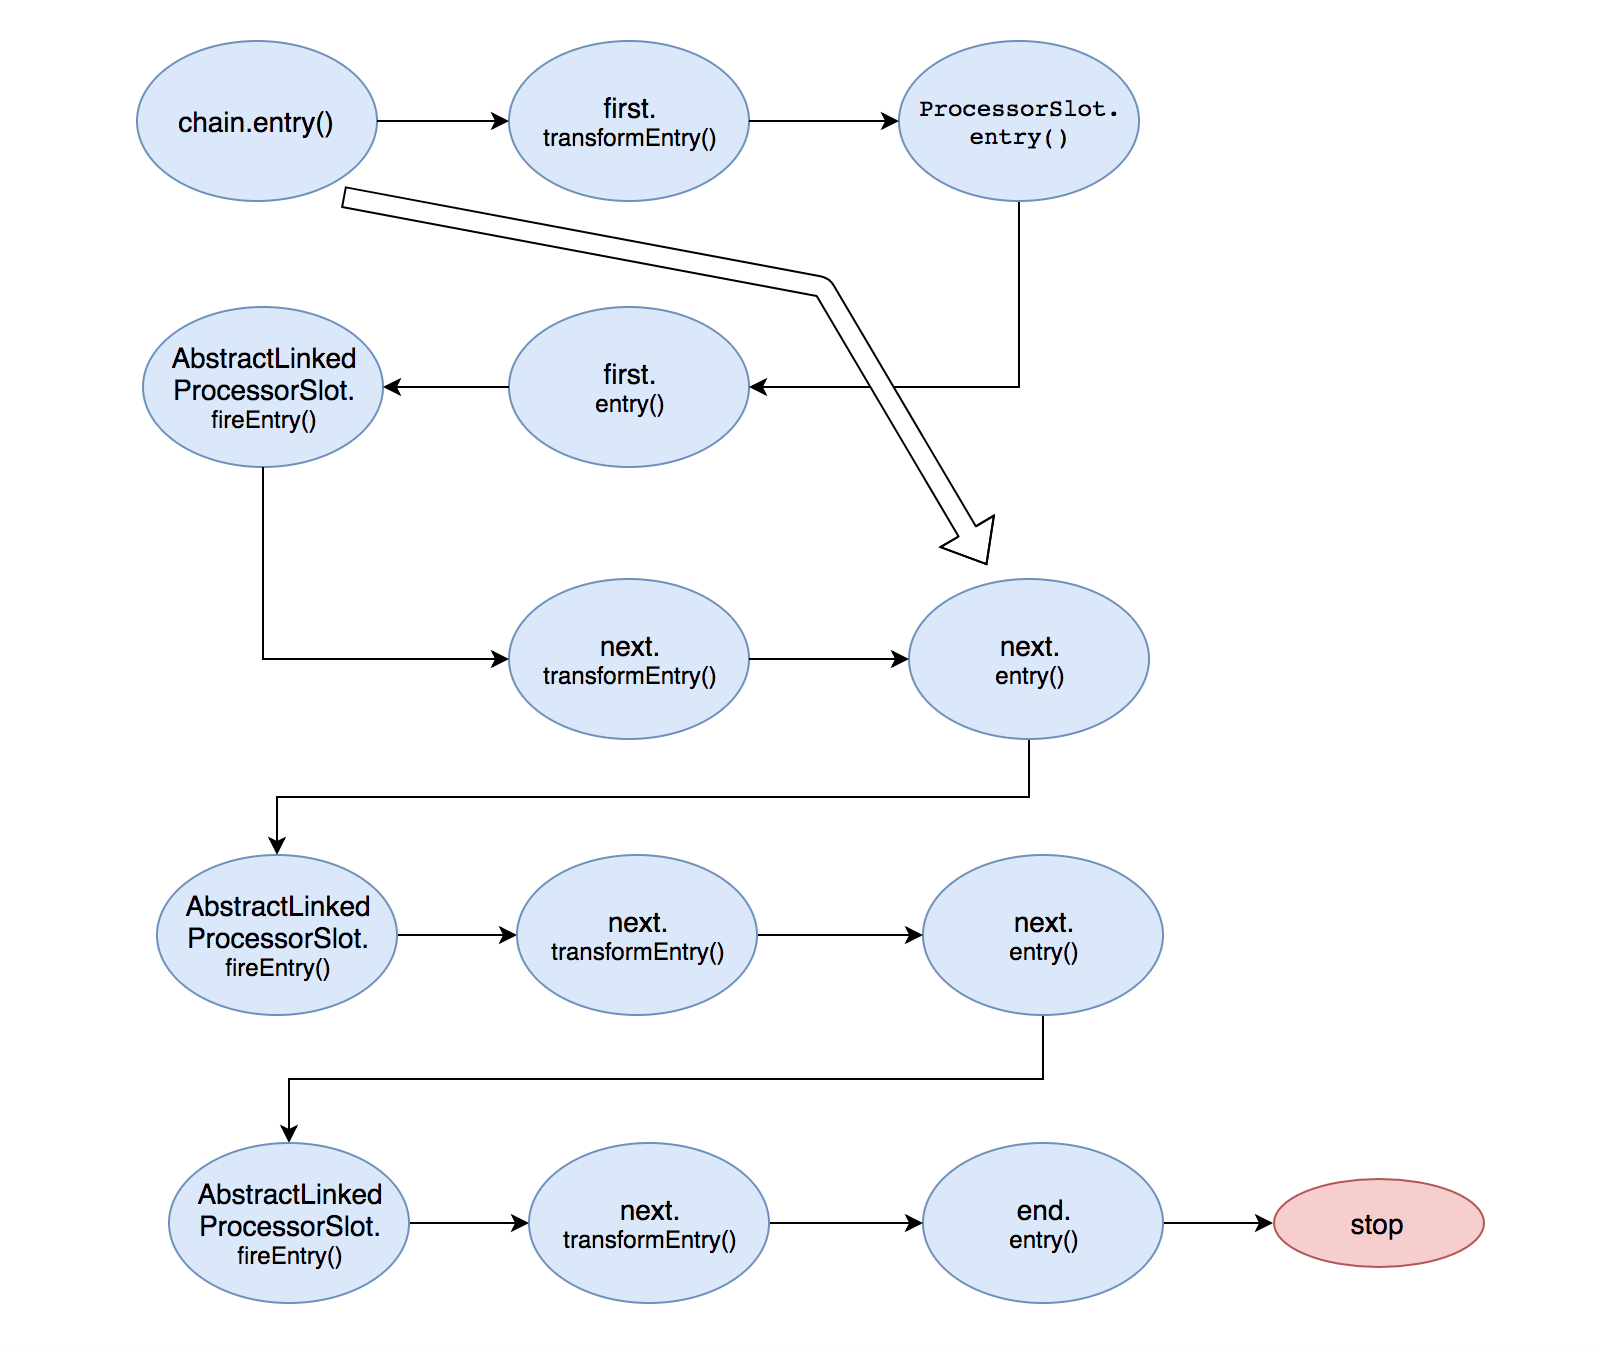 chain.entry()
first.
transformEntry()
ProcessorSlot.
entry()
AbstractLinked
ProcessorSlot.
fireEntry()
first.
entry()
next.
transformEntry()
next.
entry()
AbstractLinked
ProcessorSlot.
fireEntry()
next.
transformEntry()
next.
entry()
AbstractLinked
ProcessorSlot.
fireEntry()
next.
transformEntry()
end.
entry()
stop